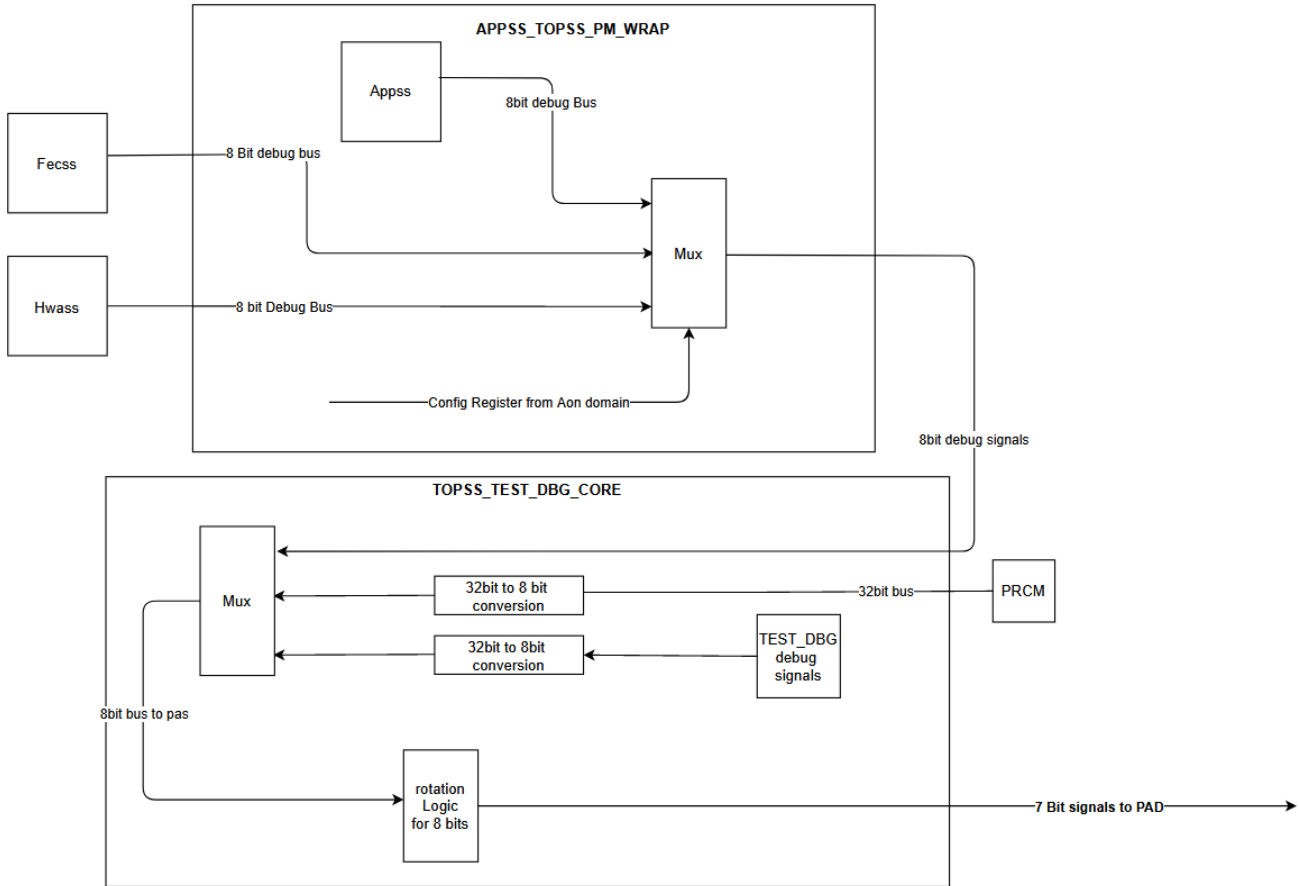 APPSS_TOPSS_PM_WRAP
Appss
8bit debug Bus
Fecss
8 Bit debug bus
Mux
Hwass
8 bit Debug Bus
Config Register from Aon domain
8bit debug signals
TOPSS_TEST_DBG_CORE
Mux
32bit to 8 bit
conversion
32bit bus
PRCM
32bit to 8bit
conversion
TEST_DBG
debug
signals
8bit bus to pas
rotation
Logic
for 8 bits
7 Bit signals to PAD